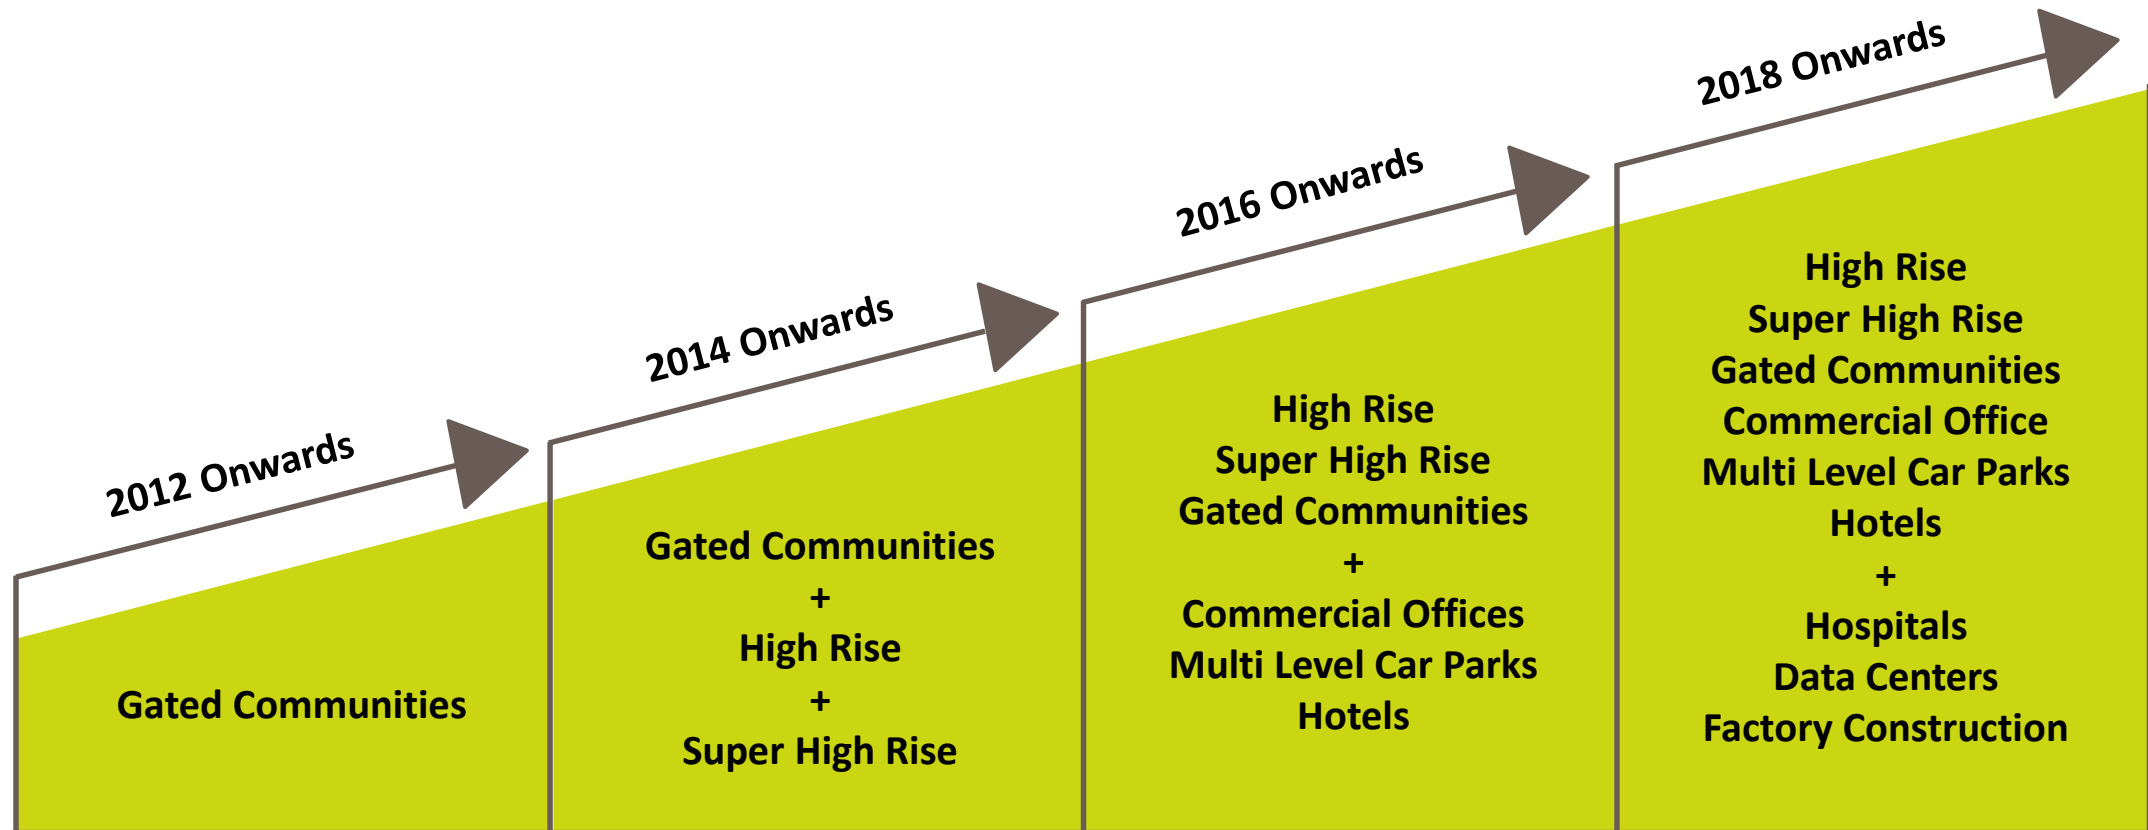 2012 Onwards
Gated Communities
2014 Onwards
Gated Communities
+
High Rise
+
Super High Rise
2016 Onwards
High Rise
Super High Rise
Gated Communities
+
Commercial Offices
Multi Level Car Parks
Hotels
2018 Onwards
High Rise
Super High Rise
Gated Communities
Commercial Office
Multi Level Car Parks
Hotels
+
Hospitals
Data Centers
Factory Construction